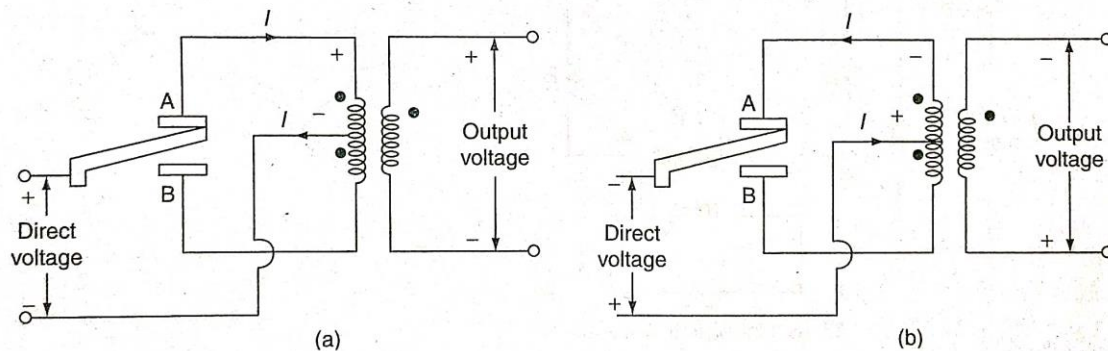 I
+
+
A
−
I
Output
voltage
+
B
Direct
voltage
−
−
(a)
I
−
−
A
+
I
Output
voltage
−
B
Direct
voltage
+
+
(b)